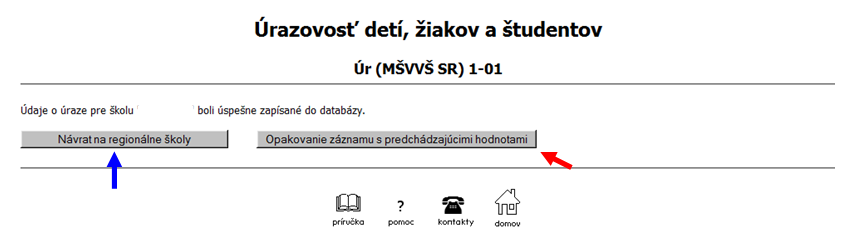 Úrazovosť detí, žiakov a študentov
Úr (MŠVVŠ SR) 1-01
Údaje o úraze pre školu boli úspešne zapísané do databázy.
Návrat na regionálne školy Opakovanie záznamu s predchádzajúcimi hodnotami
príručka pomoc kontakty domov